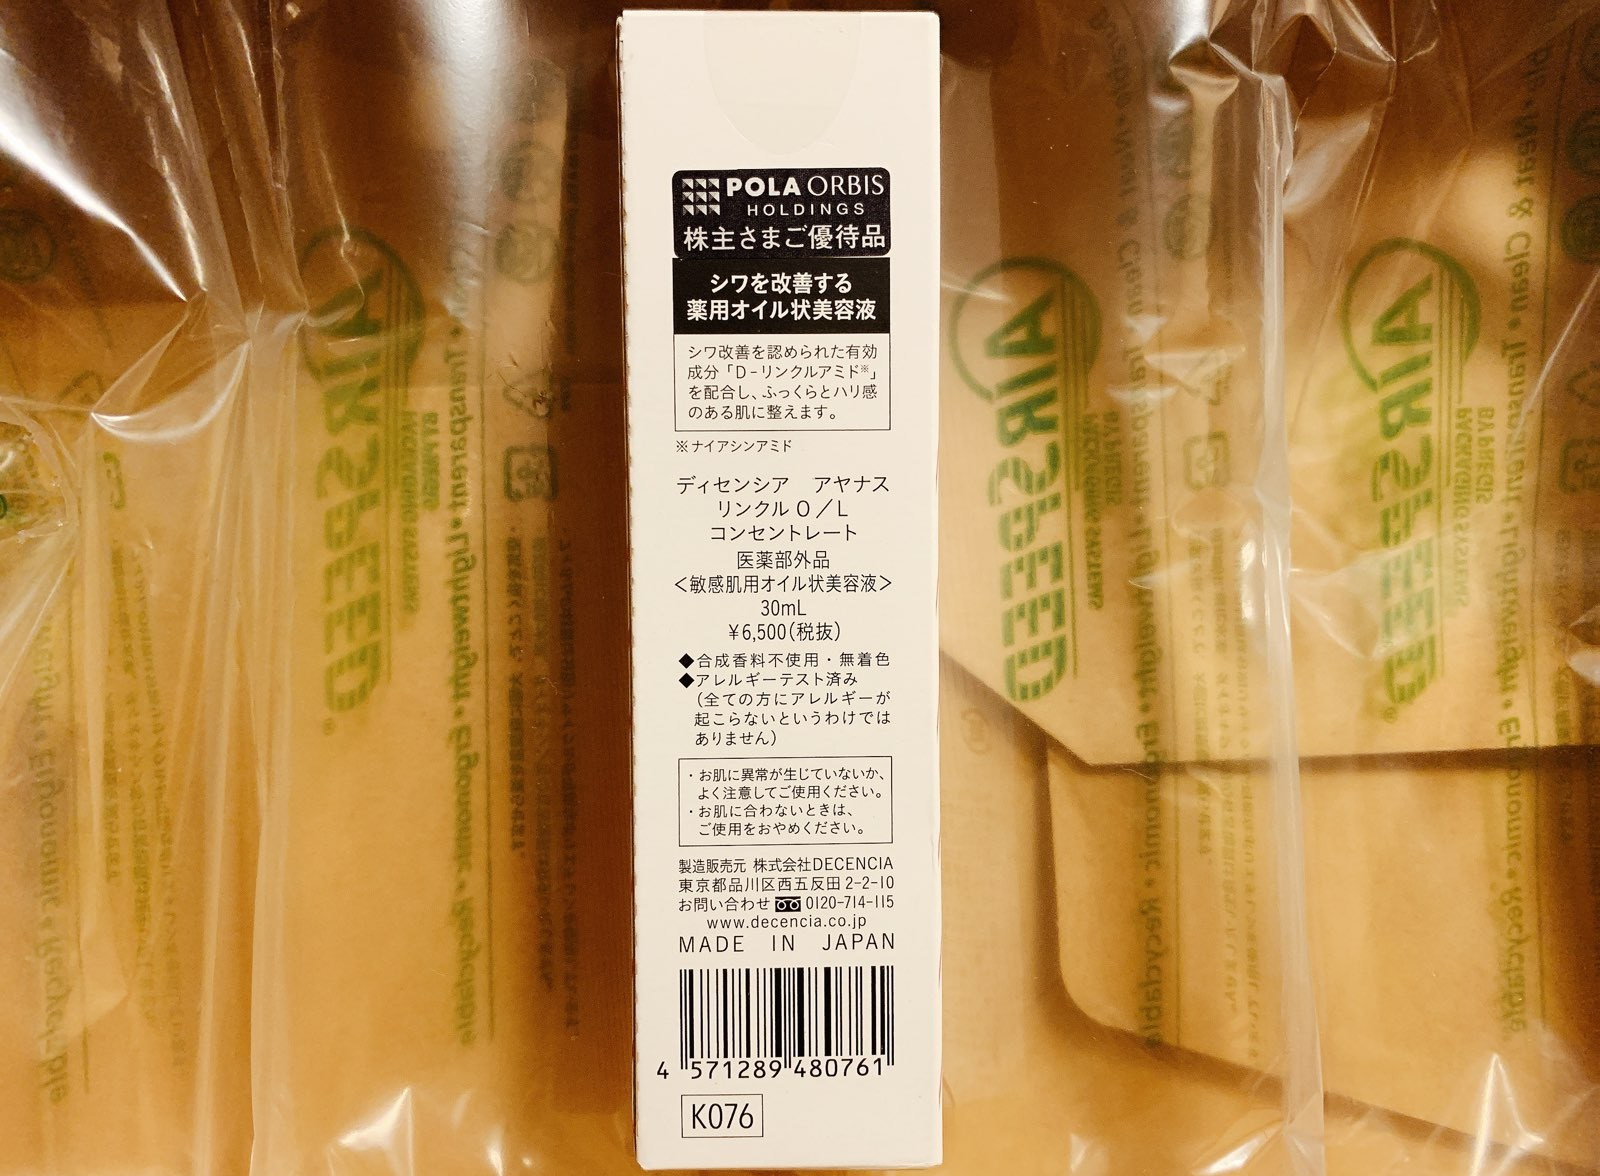 POLA ORBIS
HOLDINGS
株主さまご優待品
シワを改善する
薬用オイル状美容液
シワ改善を認められた有効
成分「D-リンクルアミド※」
を配合し、ふっくらとハリ感
のある肌に整えます。
※ナイアシンアミド
ディセンシア アヤナス
リンクル O/L
コンセントレート
医薬部外品
<敏感肌用オイル状美容液>
30mL
¥6,500(税抜)
◆合成香料不使用・無着色
◆アレルギーテスト済み
(全ての方にアレルギーが
起こらないというわけでは
ありません)
・お肌に異常が生じていないか、
よく注意してご使用ください。
・お肌に合わないときは、
ご使用をおやめください。
製造販売元 株式会社DECENCIA
東京都品川区西五反田2-2-10
お問い合わせ 0120-714-115
www.decencia.co.jp
MADE IN JAPAN
4 571289 480761
K076
AIRSPEED
AIRSPEED
AIRSPEED